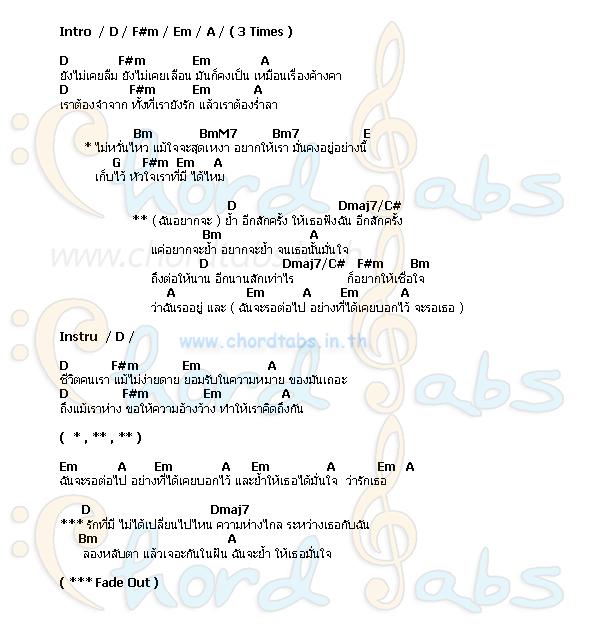 Intro / D / F#m / Em / A / ( 3 Times )
D F#m Em A
ยังไม่เคยลืม ยังไม่เคยเลือน มันก็คงเป็น เหมือนเรื่องค้างคา
D F#m Em A
เราต้องจำจาก ทั้งที่เรายังรัก แล้วเราต้องร่ำลา
Bm BmM7 Bm7 E
* ไม่หวั่นไหว แม้ใจจะสุดเหงา อยากให้เรา มั่นคงอยู่อย่างนี้
G F#m Em A
เก็บไว้ หัวใจเราที่มี ได้ไหม
D Dmaj7/C#
** ( ฉันอยากจะ ) ย้ำ อีกสักครั้ง ให้เธอฟังฉัน อีกสักครั้ง
Bm A
แค่อยากจะย้ำ อยากจะย้ำ จนเธอนั้นมั่นใจ
D Dmaj7/C# F#m Bm
ถึงต่อให้นาน อีกนานสักเท่าไร ก็อยากให้เชื่อใจ
A Em A Em A
ว่าฉันรออยู่ และ ( ฉันจะรอต่อไป อย่างที่ได้เคยบอกไว้ จะรอเธอ )
www.chordtabs.in.th
Instru / D /
D F#m Em A
ชีวิตคนเรา แม้ไม่ง่ายดาย ยอมรับในความหมาย ของมันเถอะ
D F#m Em A
ถึงแม้เราห่าง ขอให้ความอ้างว้าง ทำให้เราคิดถึงกัน
( * , ** , ** )
Em A Em A Em A Em A
ฉันจะรอต่อไป อย่างที่ได้เคยบอกไว้ และย้ำให้เธอได้มั่นใจ ว่ารักเธอ
D Dmaj7
*** รักที่มี ไม่ได้เปลี่ยนไปไหน ความห่างไกล ระหว่างเธอกับฉัน
Bm A
ลองหลับตา แล้วเจอะกันในฝัน ฉันจะย้ำ ให้เธอมั่นใจ
( *** Fade Out )